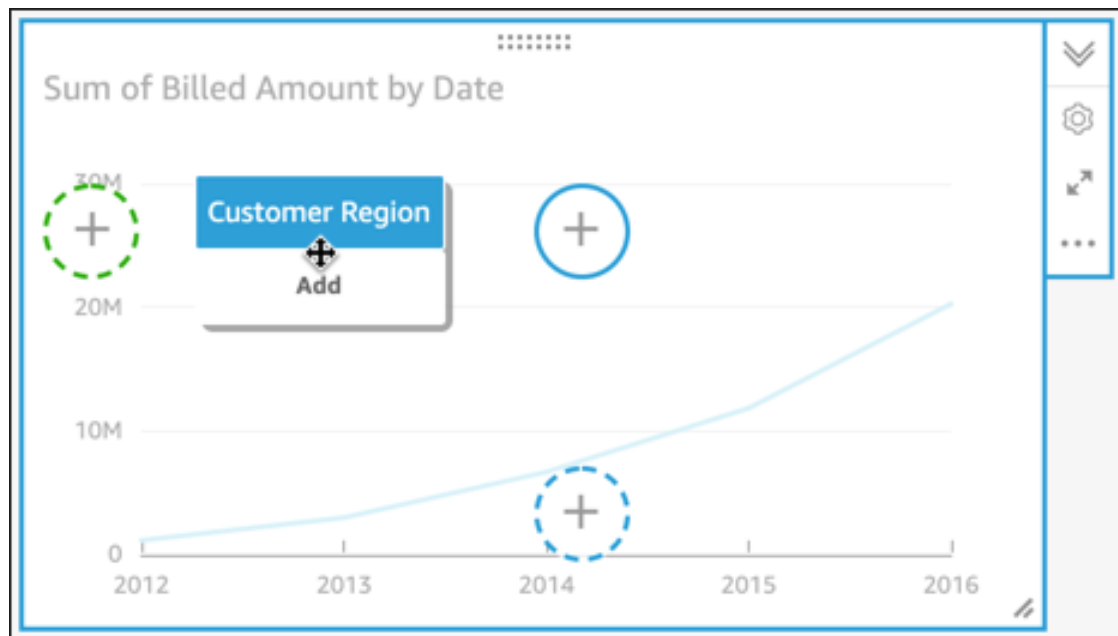 Sum of Billed Amount by Date
30M
Customer Region
Add
20M
10M
0
2012 2013 2014 2015 2016